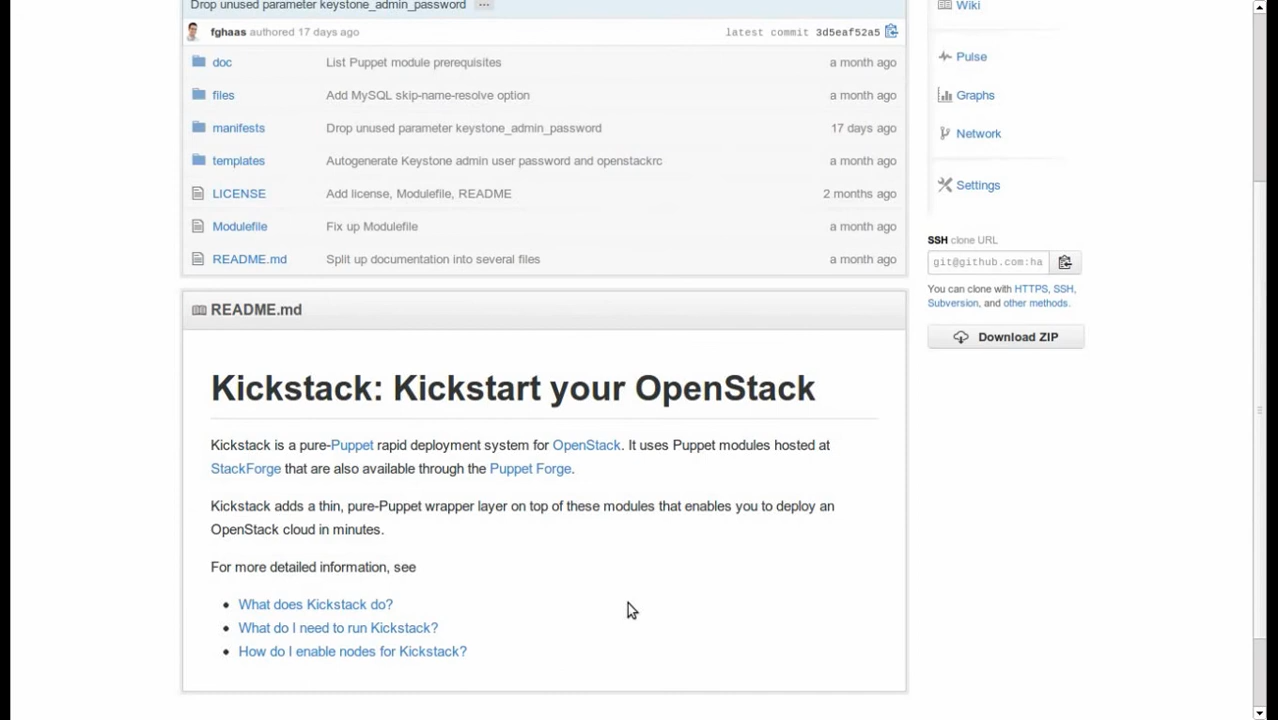 Drop unused parameter keystone_admin_password ...
Wiki
fghaas authored 17 days ago latest commit 3d5eaf52a5
doc List Puppet module prerequisites a month ago
Pulse
files Add MySQL skip-name-resolve option a month ago
Graphs
manifests Drop unused parameter keystone_admin_password 17 days ago
Network
templates Autogenerate Keystone admin user password and openstackrc a month ago
LICENSE Add license, Modulefile, README 2 months ago
Settings
Modulefile Fix up Modulefile a month ago
SSH clone URL
README.md Split up documentation into several files a month ago
git@github.com:ha
You can clone with HTTPS, SSH,
Subversion, and other methods.
Download ZIP
README.md
Kickstack: Kickstart your OpenStack
Kickstack is a pure-Puppet rapid deployment system for OpenStack. It uses Puppet modules hosted at
StackForge that are also available through the Puppet Forge.
Kickstack adds a thin, pure-Puppet wrapper layer on top of these modules that enables you to deploy an
OpenStack cloud in minutes.
For more detailed information, see
• What does Kickstack do?
• What do I need to run Kickstack?
• How do I enable nodes for Kickstack?